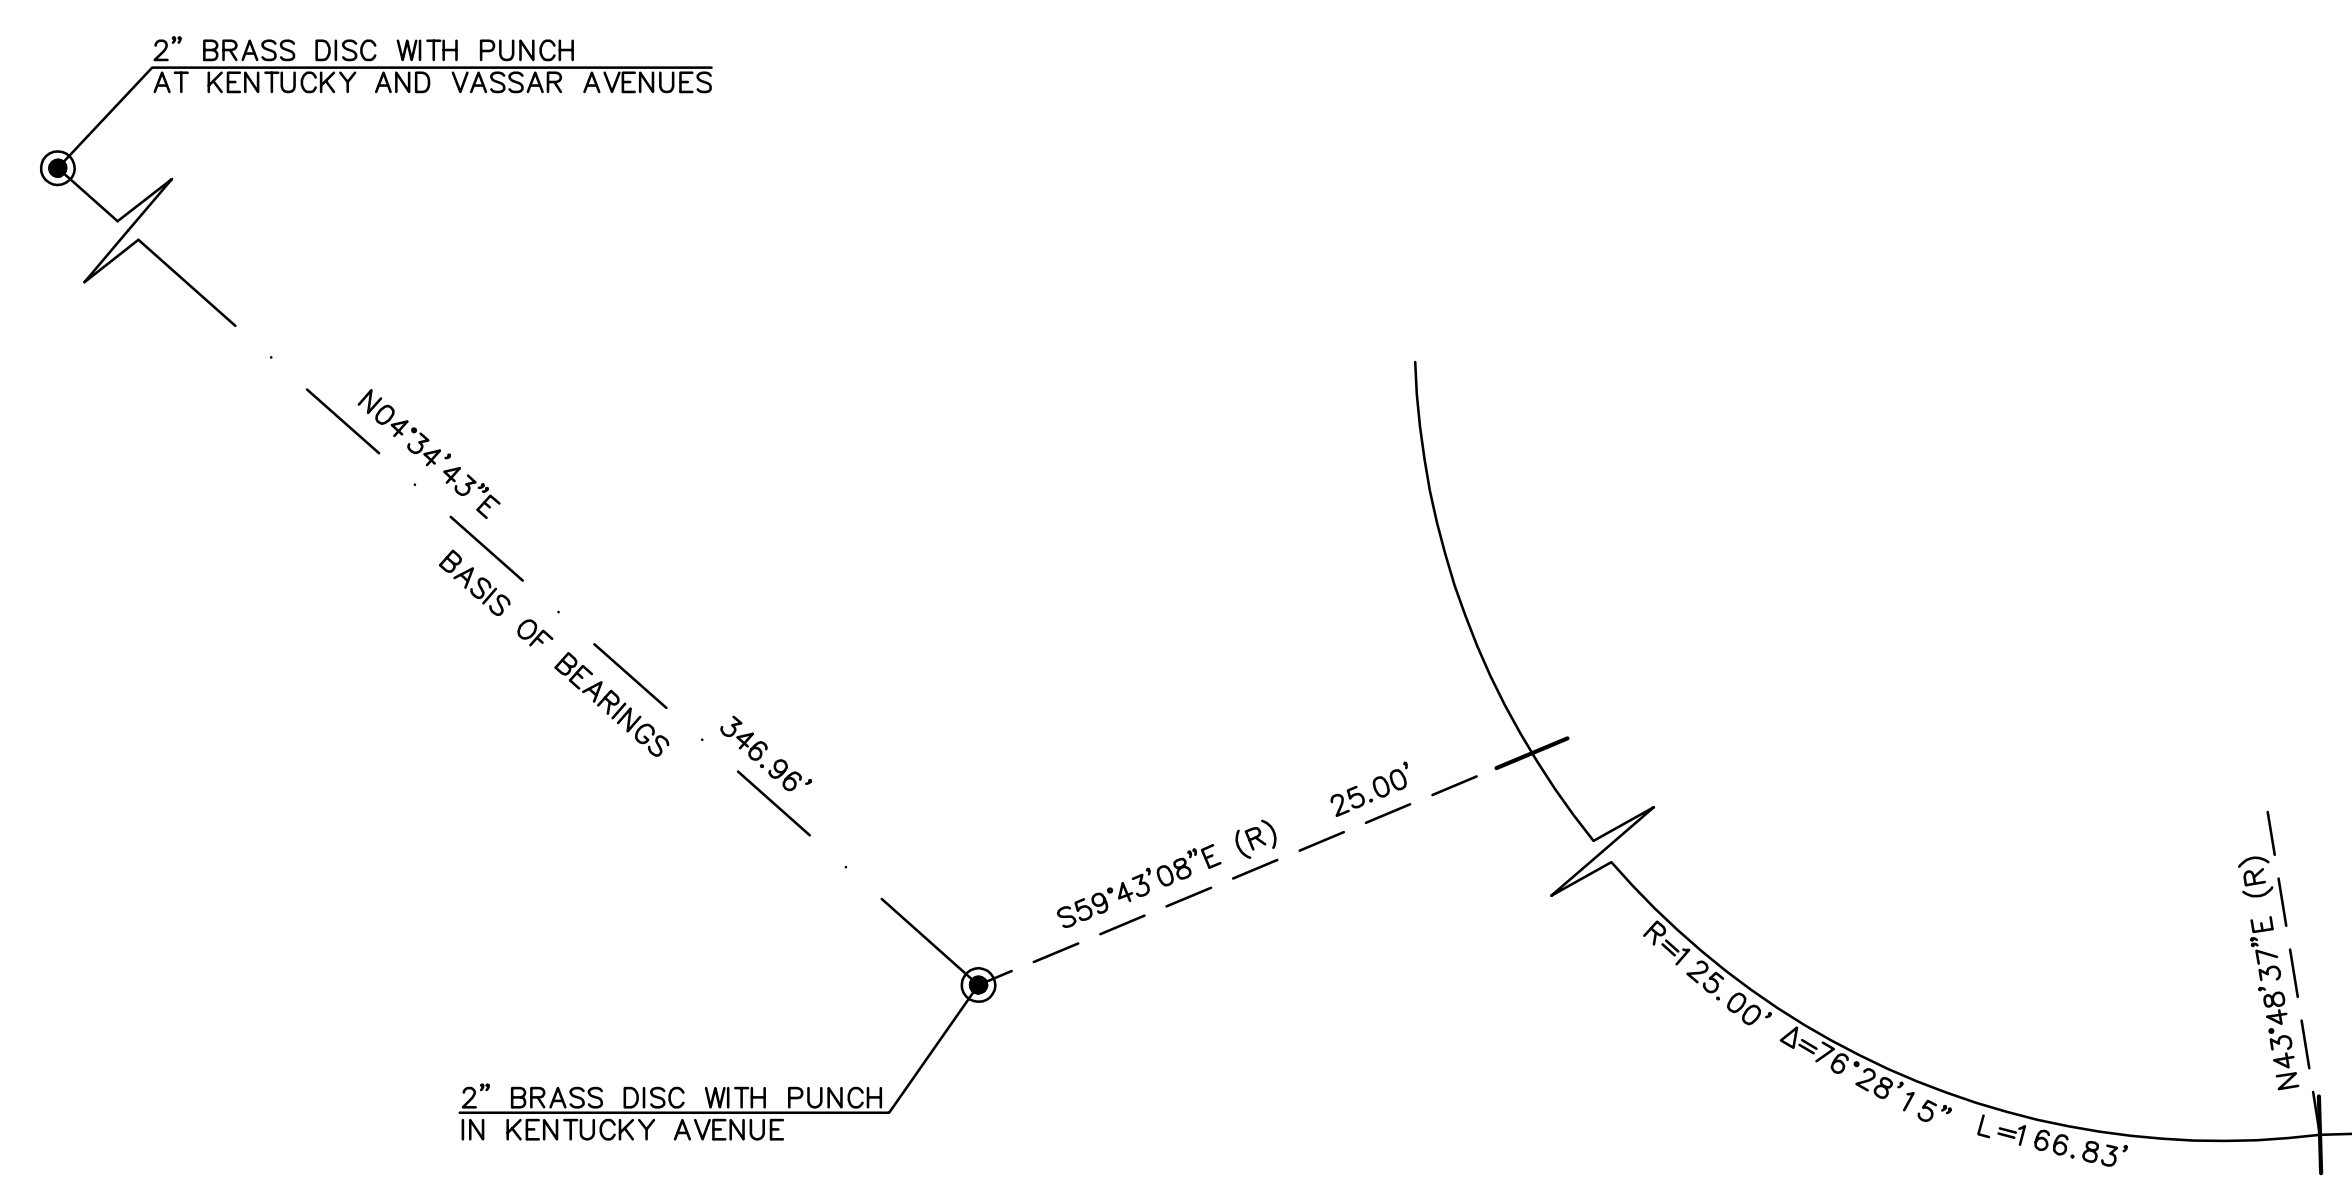 2" BRASS DISC WITH PUNCH
AT KENTUCKY AND VASSAR AVENUES
N04°34'43"E
BASIS OF BEARINGS
346.96'
S59°43'08"E (R)
25.00'
R=125.00' Δ=76°28'15" L=166.83'
N43°48'37"E (R)
2" BRASS DISC WITH PUNCH
IN KENTUCKY AVENUE